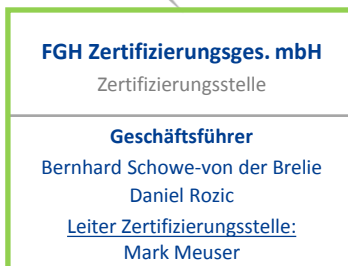 FGH Zertifizierungsges. mbH
Zertifizierungsstelle
Geschäftsführer
Bernhard Schowe-von der Brelie
Daniel Rozic
Leiter Zertifizierungsstelle:
Mark Meuser